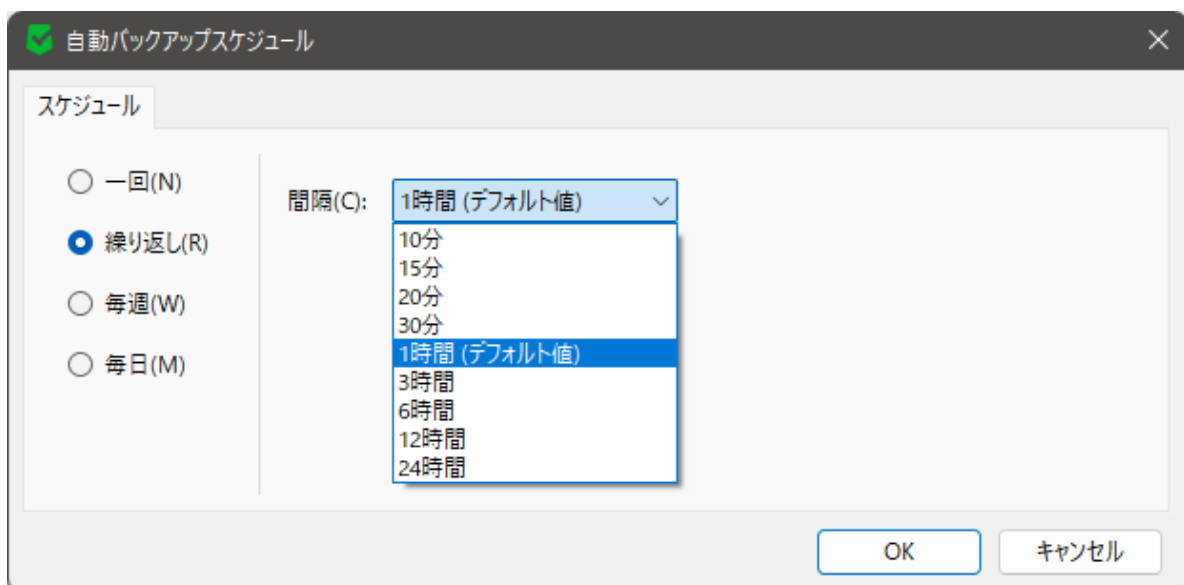 自動バックアップスケジュール
スケジュール
一回(N)
繰り返し(R)
毎週(W)
毎日(M)
間隔(C): 1時間 (デフォルト値)
10分
15分
20分
30分
1時間 (デフォルト値)
3時間
6時間
12時間
24時間
OK キャンセル